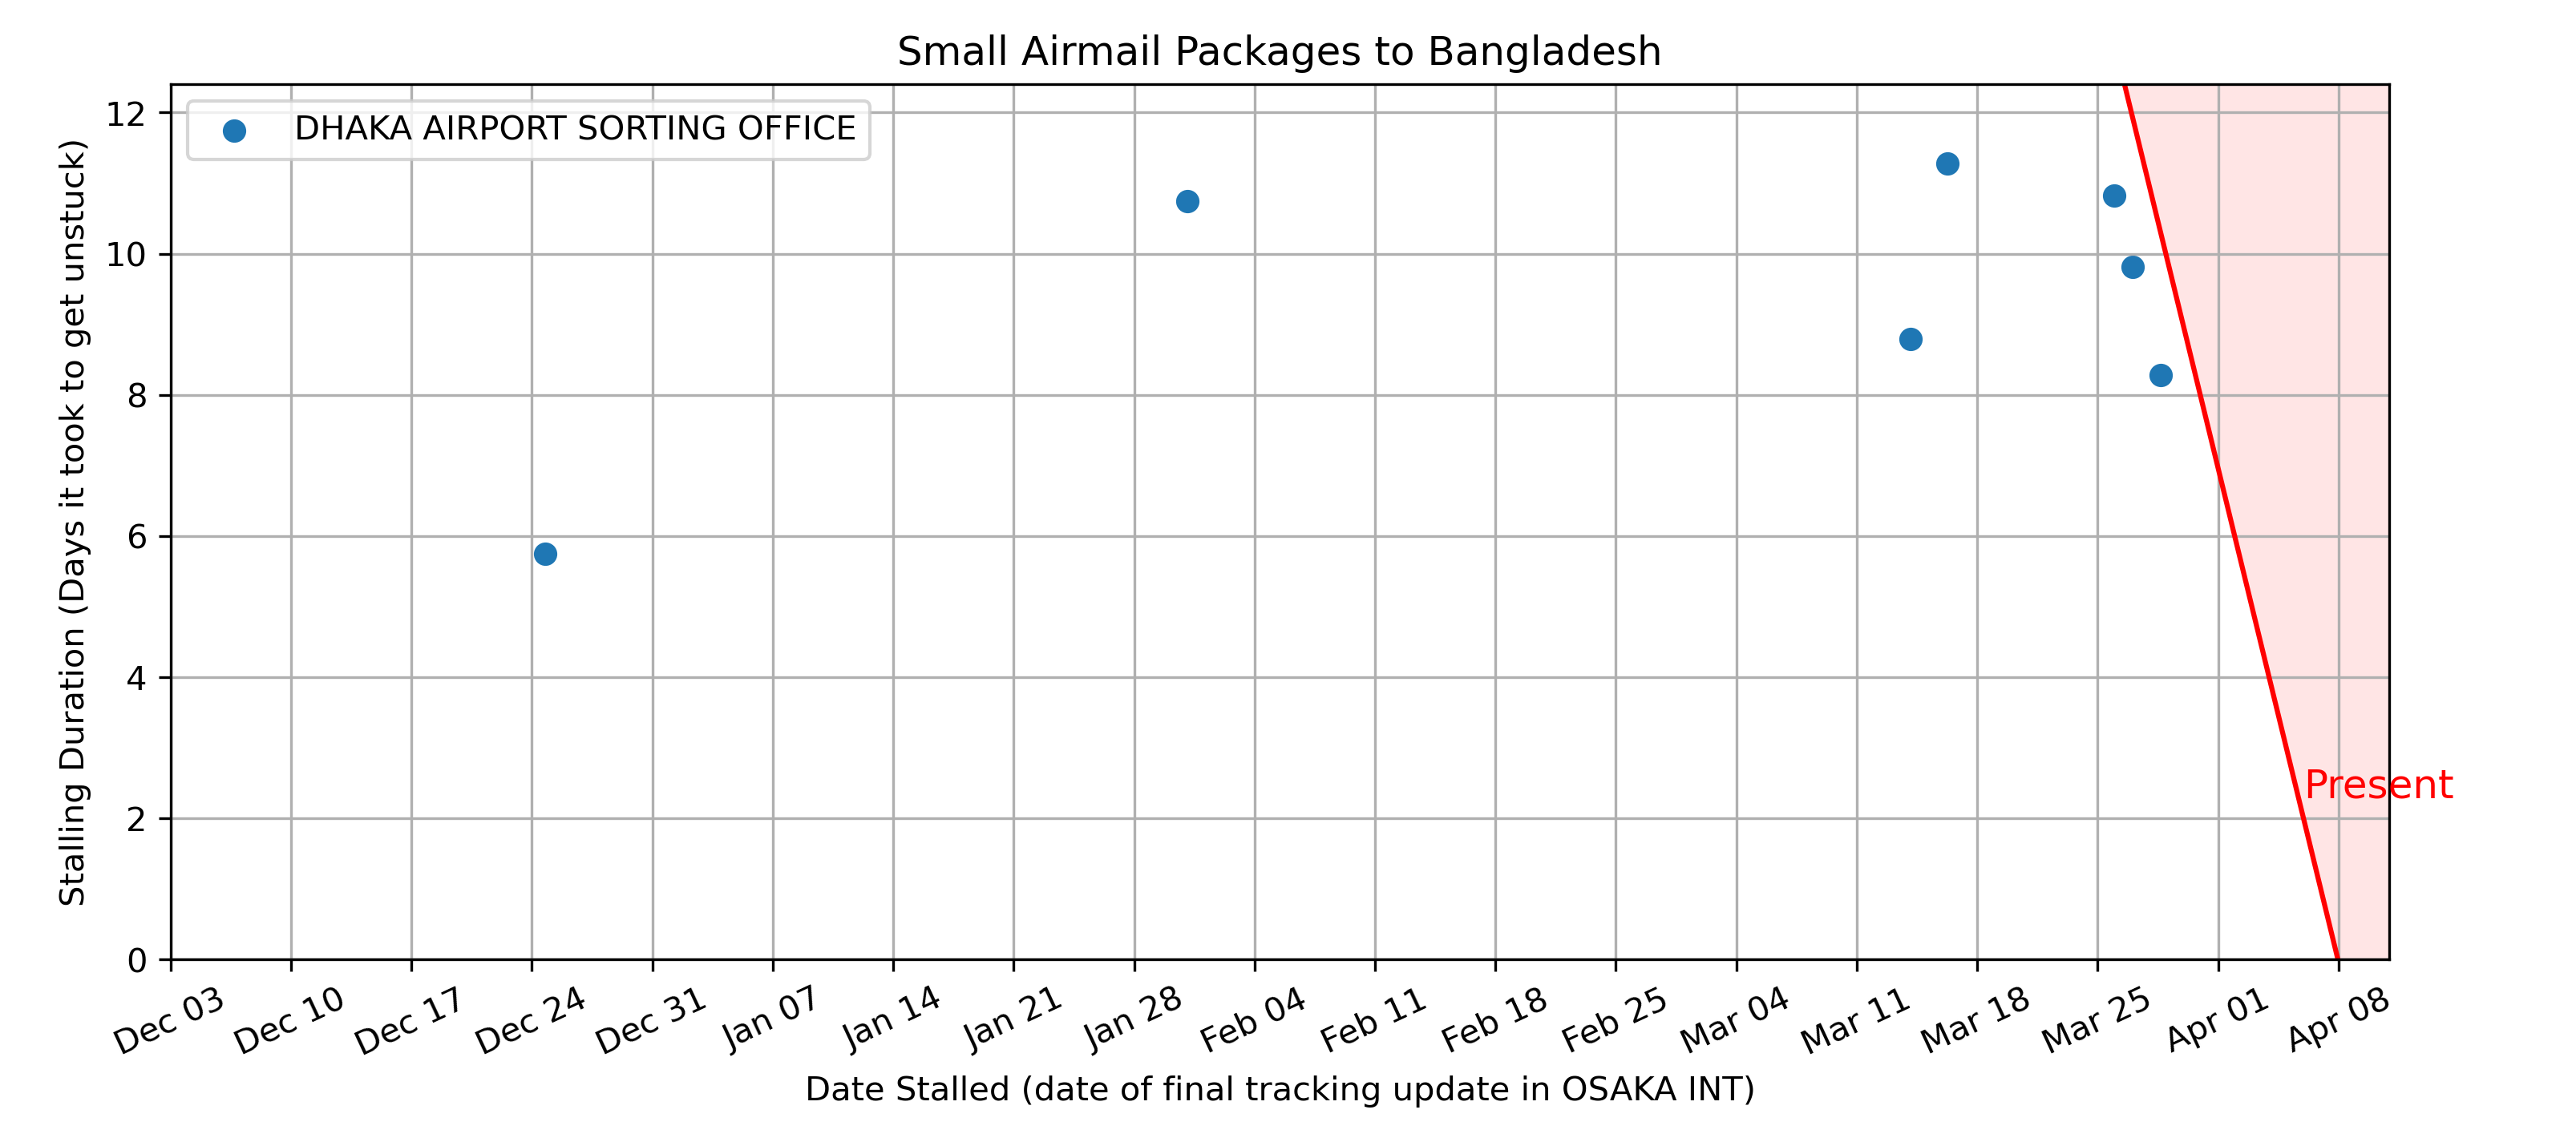 Small Airmail Packages to Bangladesh
DHAKA AIRPORT SORTING OFFICE
Stalling Duration (Days it took to get unstuck)
12
10
8
6
4
2
0
Present
Dec 03
Dec 10
Dec 17
Dec 24
Dec 31
Jan 07
Jan 14
Jan 21
Jan 28
Feb 04
Feb 11
Feb 18
Feb 25
Mar 04
Mar 11
Mar 18
Mar 25
Apr 01
Apr 08
Date Stalled (date of final tracking update in OSAKA INT)